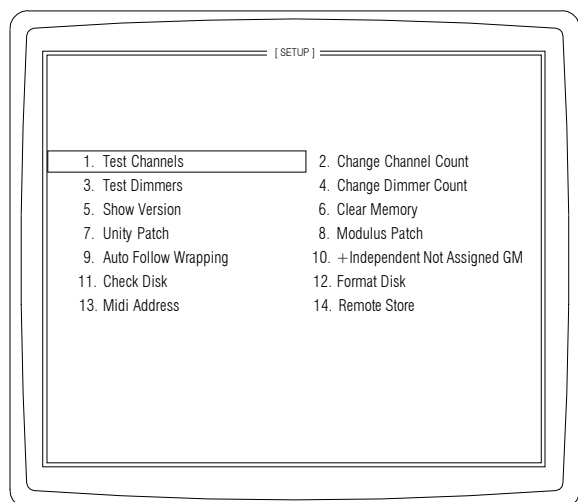 [ SETUP ]
1. Test Channels 2. Change Channel Count
3. Test Dimmers 4. Change Dimmer Count
5. Show Version 6. Clear Memory
7. Unity Patch 8. Modulus Patch
9. Auto Follow Wrapping 10. +Independent Not Assigned GM
11. Check Disk 12. Format Disk
13. Midi Address 14. Remote Store